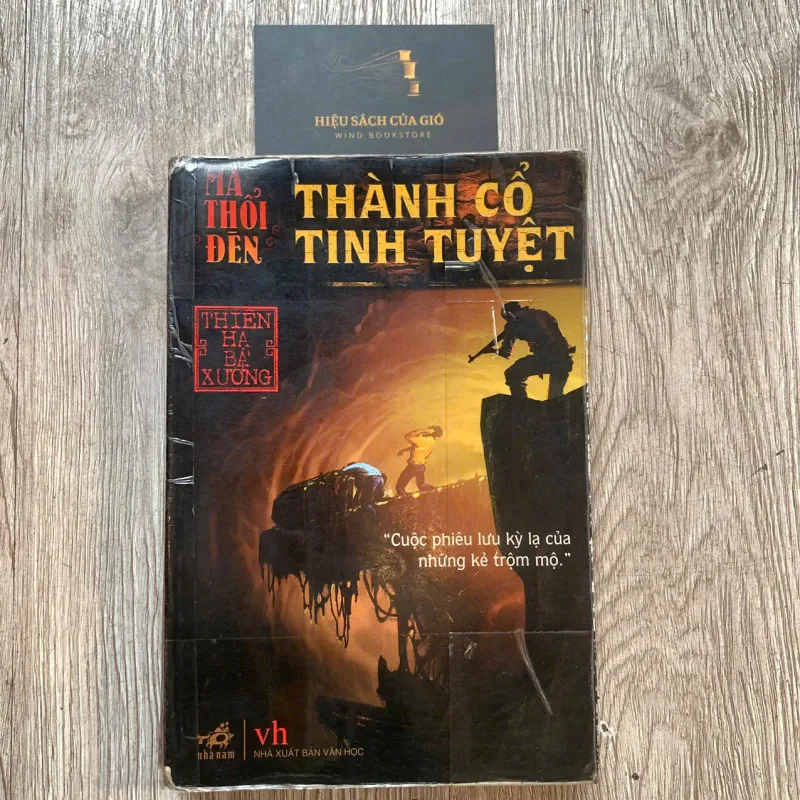 HIỆU SÁCH CỦA GIÓ
WIND BOOKSTORE
MA
THỔI
ĐÈN
THÀNH CỔ
TINH TUYỆT
THIÊN
HẠ
BÁ
XƯỚNG
“Cuộc phiêu lưu kỳ lạ của
những kẻ trộm mộ.”
nhã nam
vh
NHÀ XUẤT BẢN VĂN HỌC